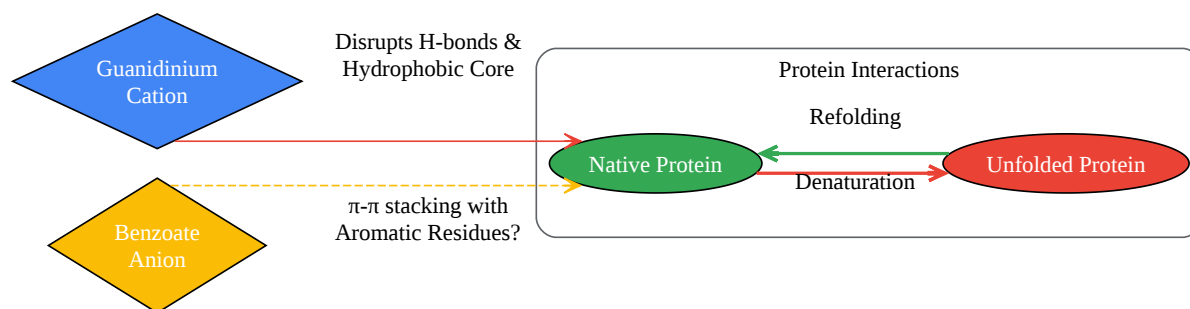 Guanidinium
Cation
Disrupts H-bonds &
Hydrophobic Core
Protein Interactions
Refolding
Native Protein
Unfolded Protein
Denaturation
Benzoate
Anion
π-π stacking with
Aromatic Residues?